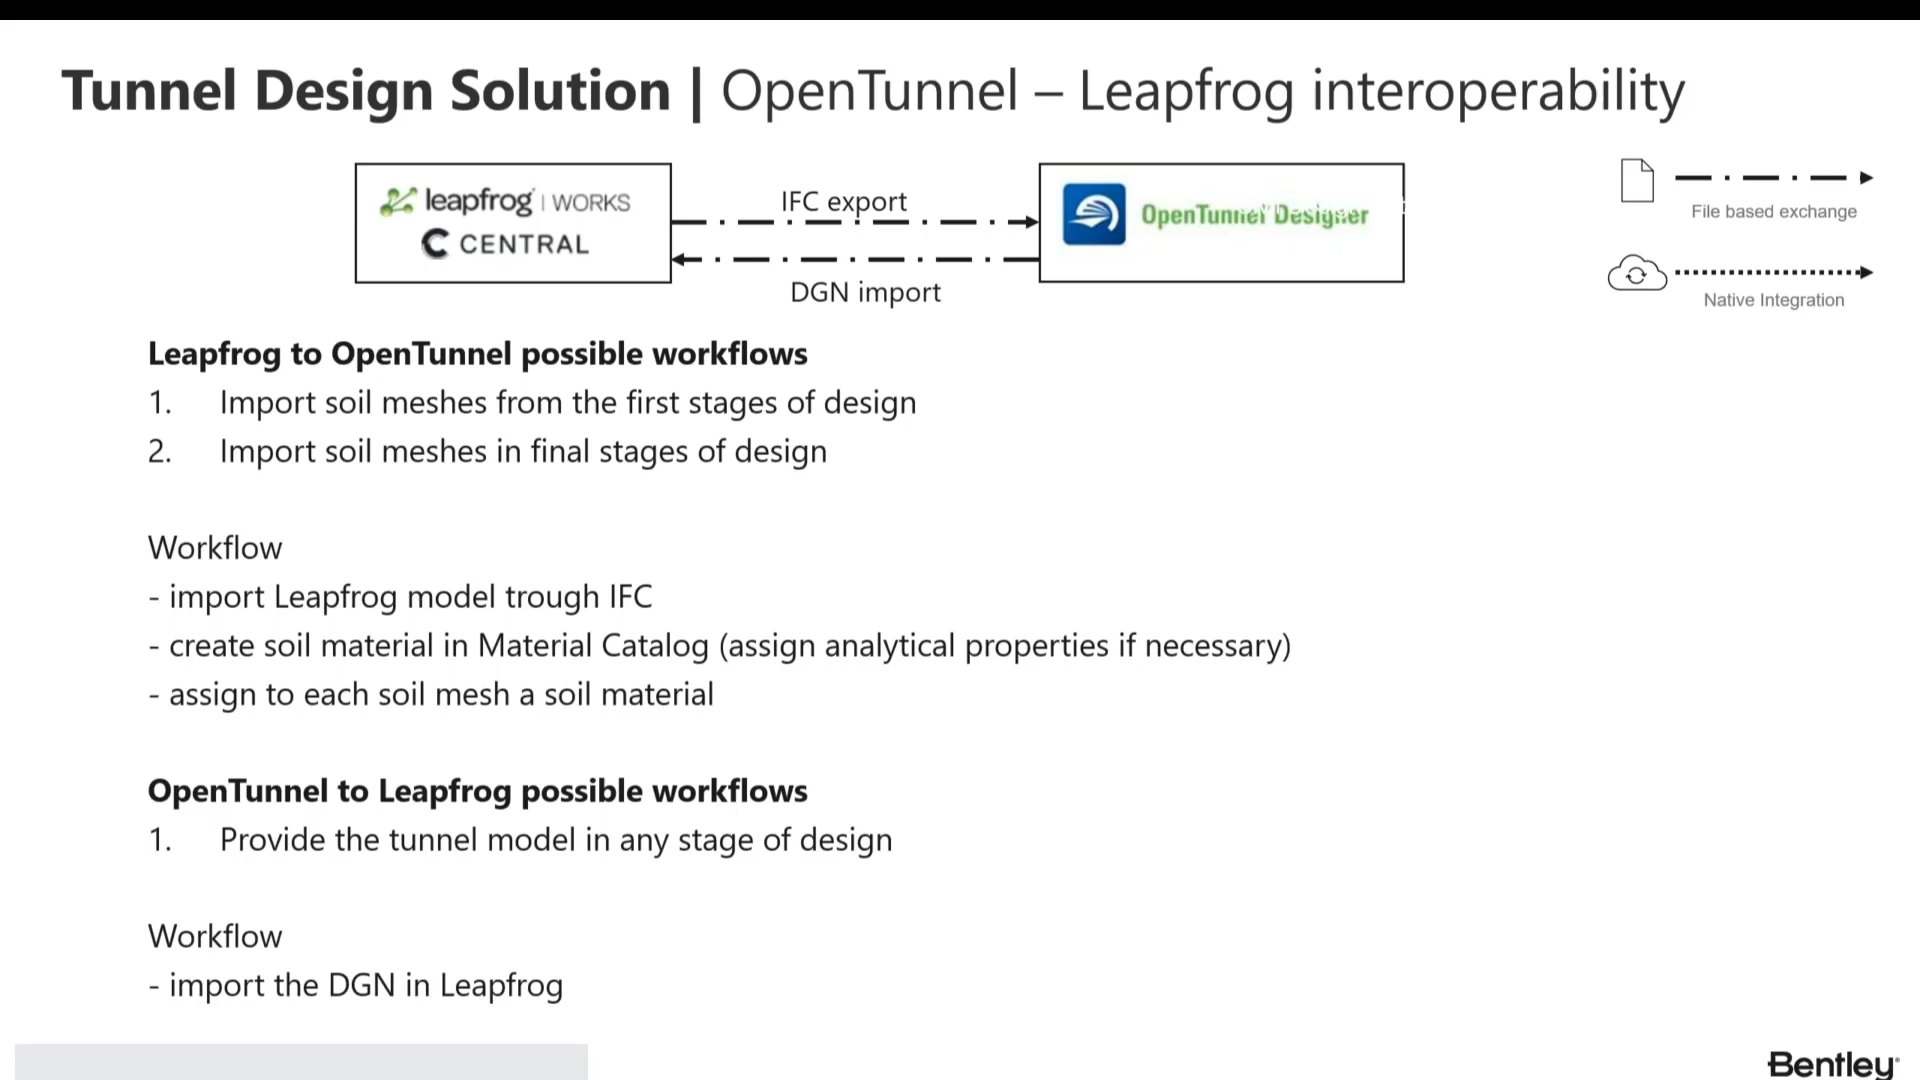 Tunnel Design Solution | OpenTunnel – Leapfrog interoperability
leapfrog | WORKS
CENTRAL
IFC export
DGN import
OpenTunnel Designer
File based exchange
Native Integration
Leapfrog to OpenTunnel possible workflows
1. Import soil meshes from the first stages of design
2. Import soil meshes in final stages of design
Workflow
- import Leapfrog model trough IFC
- create soil material in Material Catalog (assign analytical properties if necessary)
- assign to each soil mesh a soil material
OpenTunnel to Leapfrog possible workflows
1. Provide the tunnel model in any stage of design
Workflow
- import the DGN in Leapfrog
Bentley